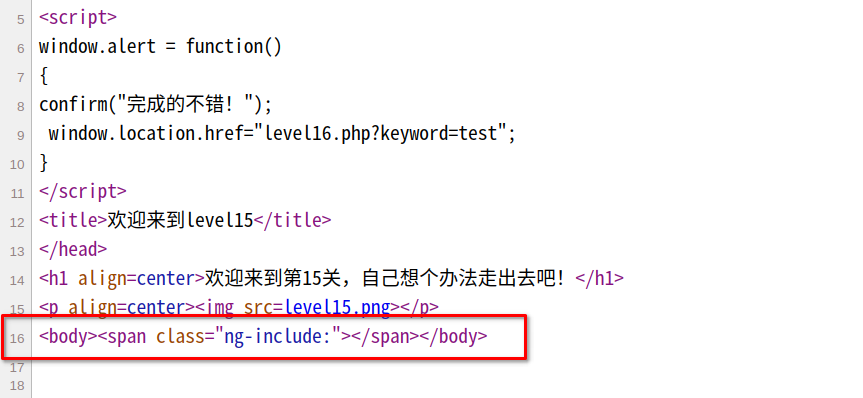 5 <script>
6 window.alert = function()
7 {
8 confirm("完成的不错！");
9  window.location.href="level16.php?keyword=test";
10 }
11 </script>
12 <title>欢迎来到level15</title>
13 </head>
14 <h1 align=center>欢迎来到第15关，自己想个办法走出去吧！</h1>
15 <p align=center><img src=level15.png></p>
16 <body><span class="ng-include:"></span></body>
17
18